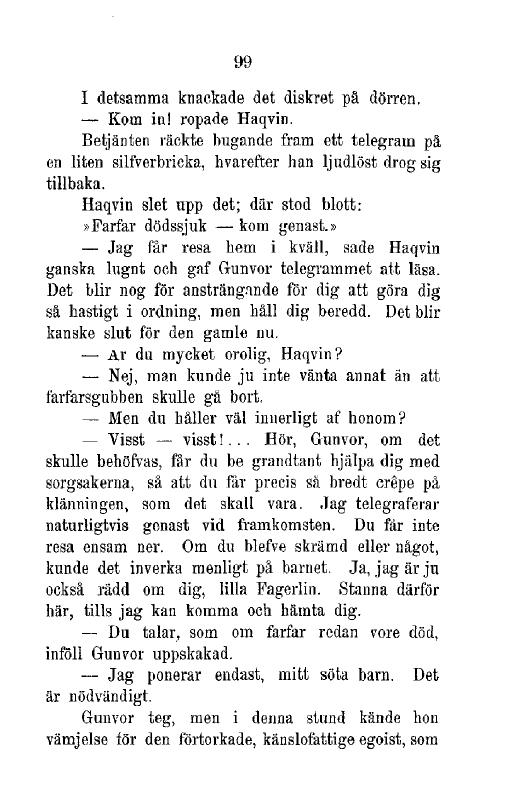 99
I detsamma knackade det diskret på dörren.
— Kom in! ropade Haqvin.
Betjänten räckte bugande fram ett telegram på
en liten silfverbricka, hvarefter han ljudlöst drog sig
tillbaka.
Haqvin slet upp det; där stod blott:
»Farfar dödssjuk — kom genast.»
— Jag får resa hem i kväll, sade Haqvin
ganska lugnt och gaf Gunvor telegrammet att läsa.
Det blir nog för ansträngande för dig att göra dig
så hastigt i ordning, men håll dig beredd. Det blir
kanske slut för den gamle nu.
— Ar du mycket orolig, Haqvin?
— Nej, man kunde ju inte vänta annat än att
farfarsgubben skulle gå bort.
— Men du håller väl innerligt af honom?
— Visst — visst! ... Hör, Gunvor, om det
skulle behöfvas, får du be grandtant hjälpa dig med
sorgsakerna, så att du får precis så bredt crêpe på
klänningen, som det skall vara. Jag telegraferar
naturligtvis genast vid framkomsten. Du får inte
resa ensam ner. Om du blefve skrämd eller något,
kunde det inverka menligt på barnet. Ja, jag är ju
också rädd om dig, lilla Fagerlin. Stanna därför
här, tills jag kan komma och hämta dig.
— Du talar, som om farfar redan vore död,
inföll Gunvor uppskakad.
— Jag ponerar endast, mitt söta barn. Det
är nödvändigt.
Gunvor teg, men i denna stund kände hon
vämjelse för den förtorkade, känslofattige egoist, som